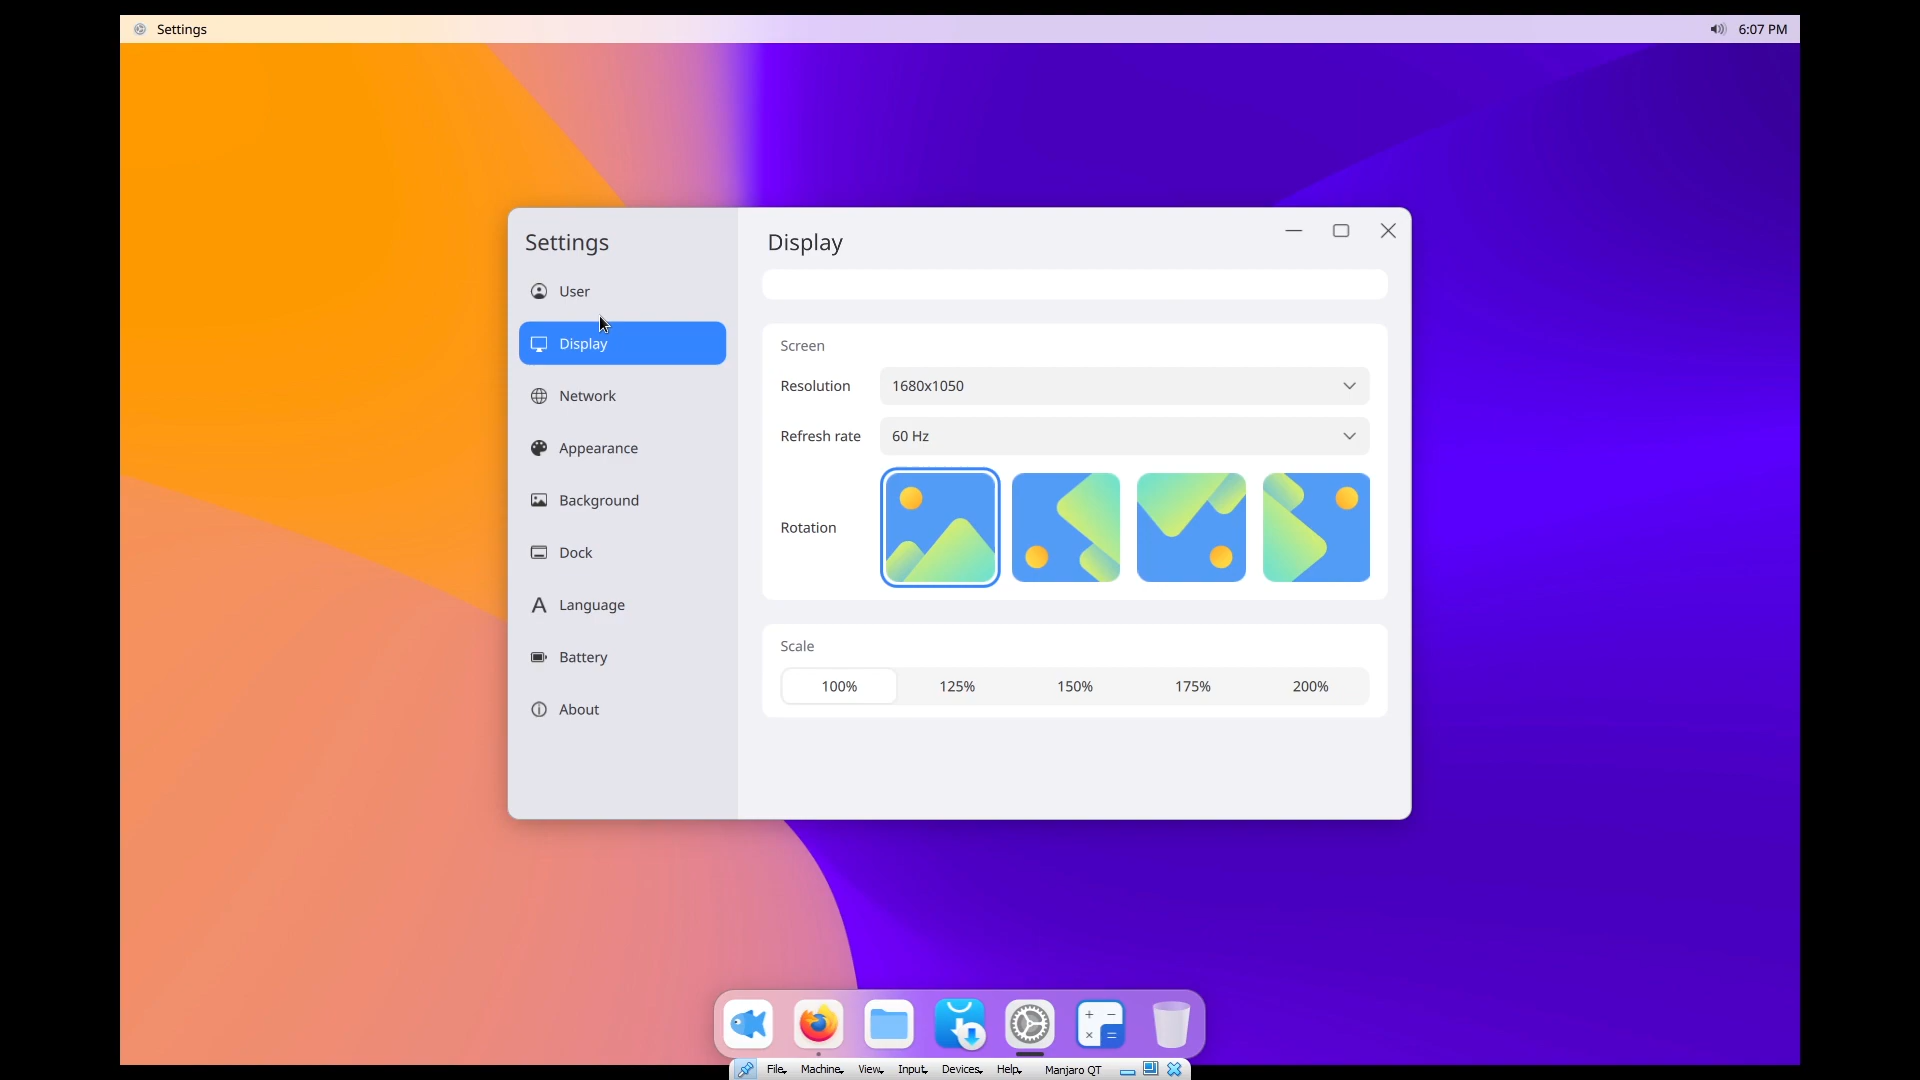 Settings
6:07 PM
Settings
Display
User
Display
Network
Appearance
Background
Dock
Language
Battery
About
Screen
Resolution
1680x1050
Refresh rate
60 Hz
Rotation
Scale
100% 125% 150% 175% 200%
File Machine View Input Devices Help Manjaro QT